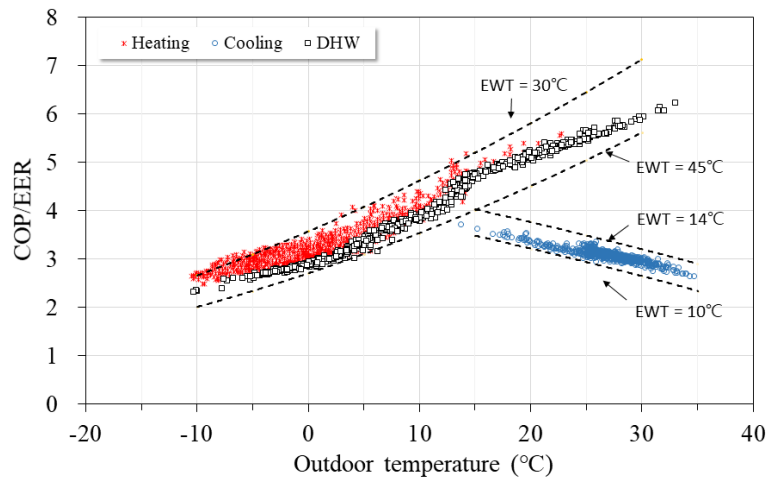 8
Heating Cooling DHW
7
EWT = 30℃
6
5
EWT = 45℃
COP/EER
4
EWT = 14℃
3
2
EWT = 10℃
1
0
-20 -10 0 10 20 30 40
Outdoor temperature (℃)